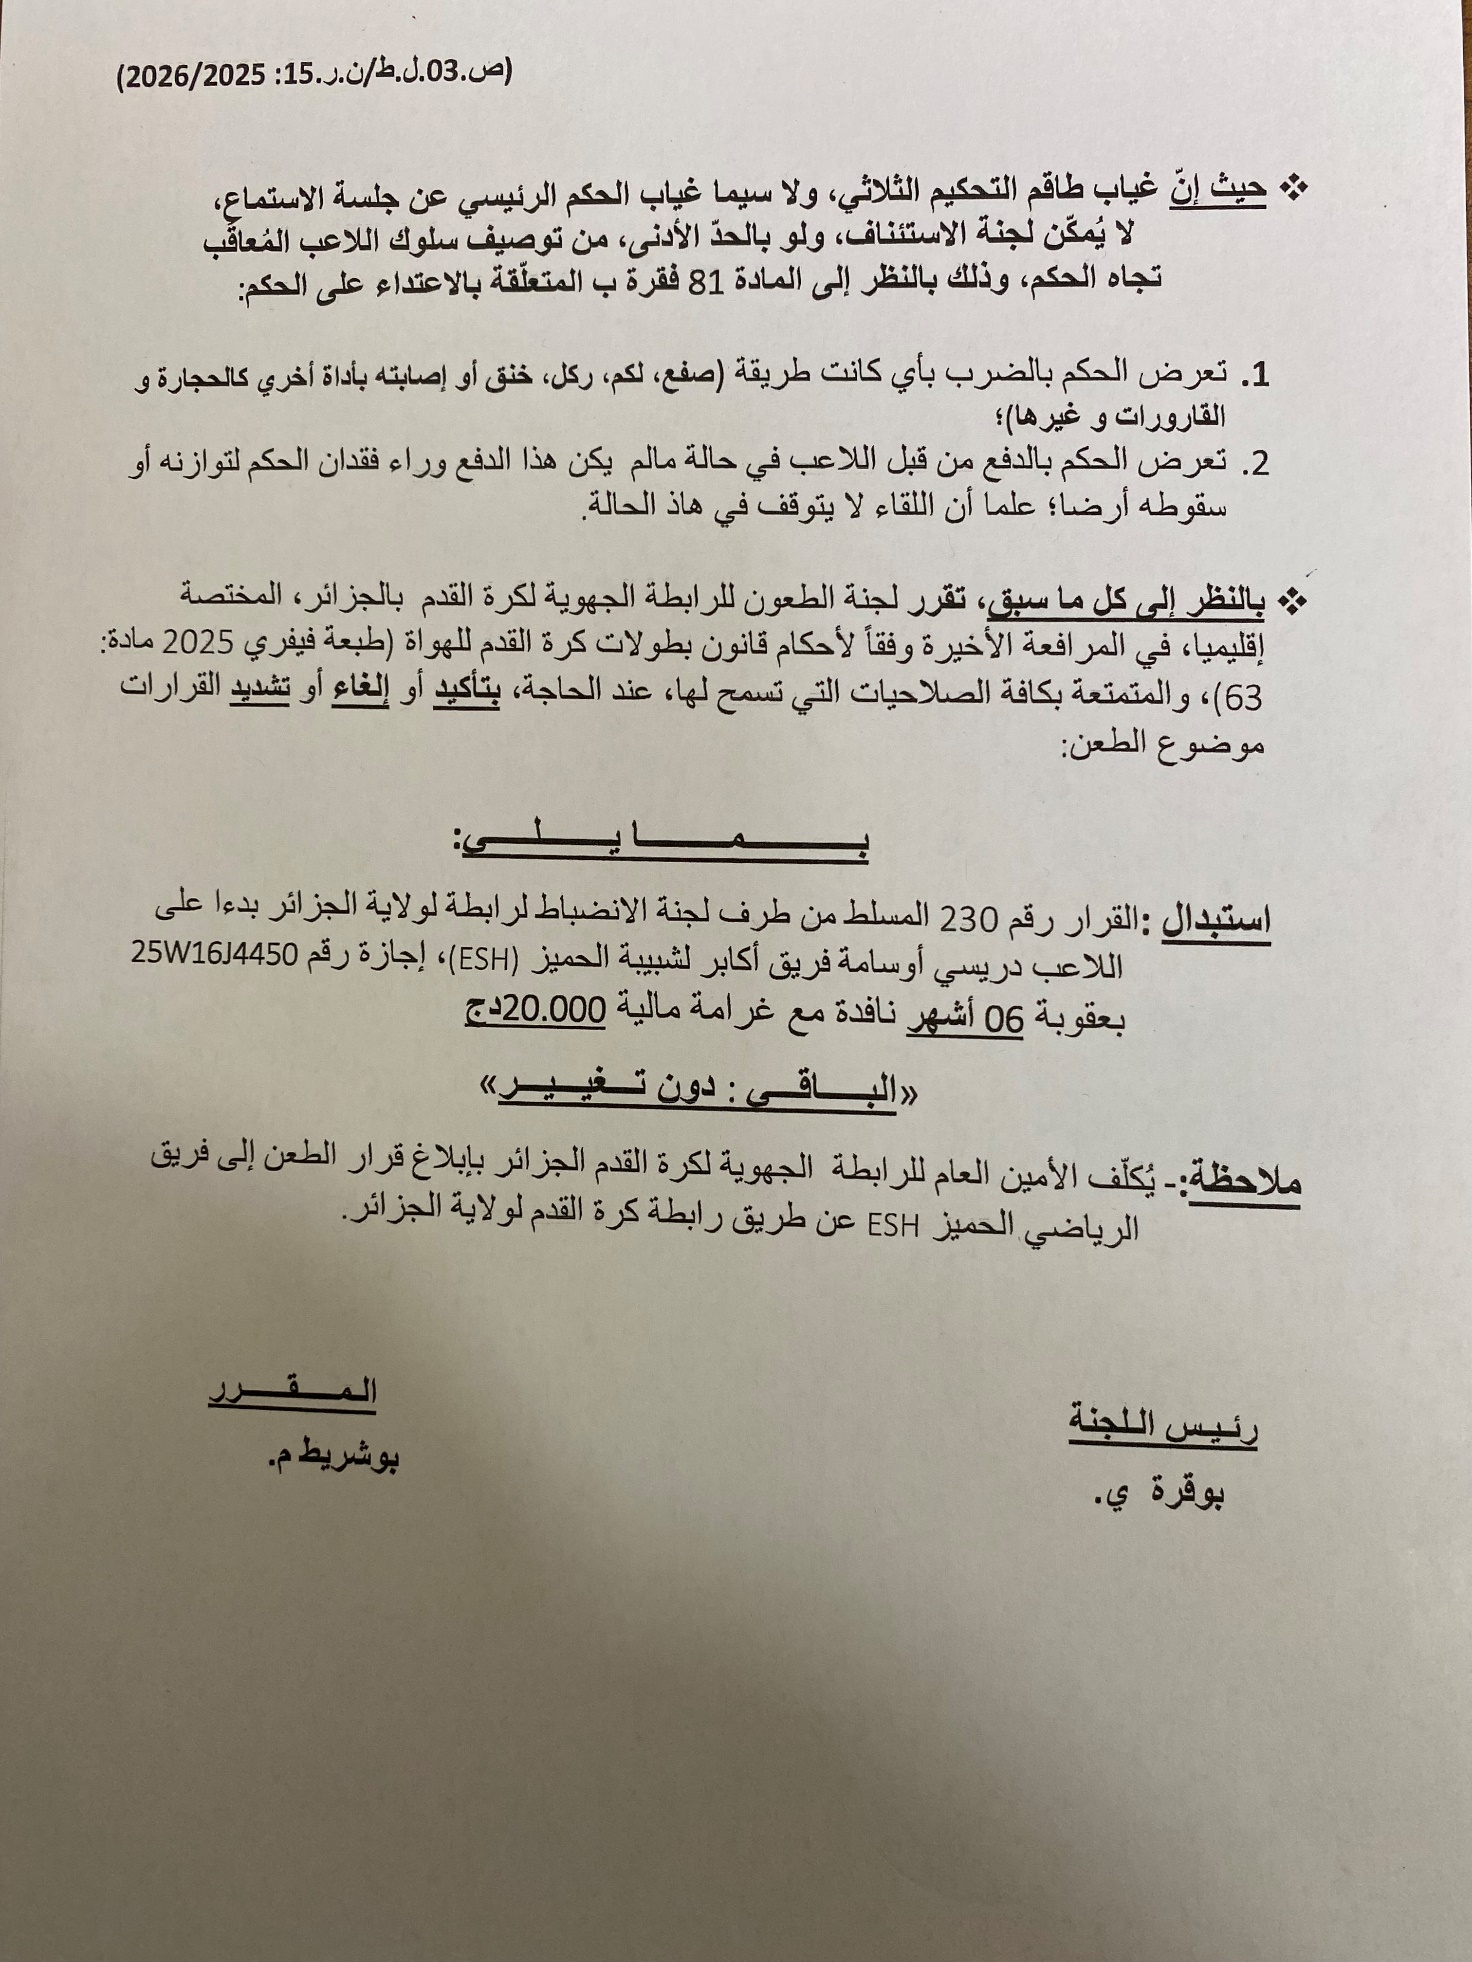 (ص.03.ل.ط/ن.ر.15: 2026/2025)
❖ حيث إنّ غياب طاقم التحكيم الثلاثي، ولا سيما غياب الحكم الرئيسي عن جلسة الاستماع،
لا يُمكّن لجنة الاستئناف، ولو بالحدّ الأدنى، من توصيف سلوك اللاعب المُعاقَب
تجاه الحكم، وذلك بالنظر إلى المادة 81 فقرة ب المتعلّقة بالاعتداء على الحكم:
1. تعرض الحكم بالضرب بأي كانت طريقة (صفع، لكم، ركل، خنق أو إصابته بأداة أخري كالحجارة و
القارورات و غيرها)؛
2. تعرض الحكم بالدفع من قبل اللاعب في حالة مالم يكن هذا الدفع وراء فقدان الحكم لتوازنه أو
سقوطه أرضا؛ علما أن اللقاء لا يتوقف في هاذ الحالة.
❖ بالنظر إلى كل ما سبق، تقرر لجنة الطعون للرابطة الجهوية لكرة القدم بالجزائر، المختصة
إقليميا، في المرافعة الأخيرة وفقاً لأحكام قانون بطولات كرة القدم للهواة (طبعة فيفري 2025 مادة:
63)، والمتمتعة بكافة الصلاحيات التي تسمح لها، عند الحاجة، بتأكيد أو إلغاء أو تشديد القرارات
موضوع الطعن:
بـــمـــا يـــلـــي:
استبدال :القرار رقم 230 المسلط من طرف لجنة الانضباط لرابطة لولاية الجزائر بدءا على
اللاعب دريسي أوسامة فريق أكابر لشبيبة الحميز (ESH)، إجازة رقم 25W16J4450
بعقوبة 06 أشهر نافدة مع غرامة مالية 20.000دج
«البـــاقـــي : دون تـــغـيـيـــر»
ملاحظة:- يُكلّف الأمين العام للرابطة الجهوية لكرة القدم الجزائر بإبلاغ قرار الطعن إلى فريق
الرياضي الحميز ESH عن طريق رابطة كرة القدم لولاية الجزائر.
المـــقـــرر
رئـيـس اللـجنة
بوشريط م.
بوقرة ي.